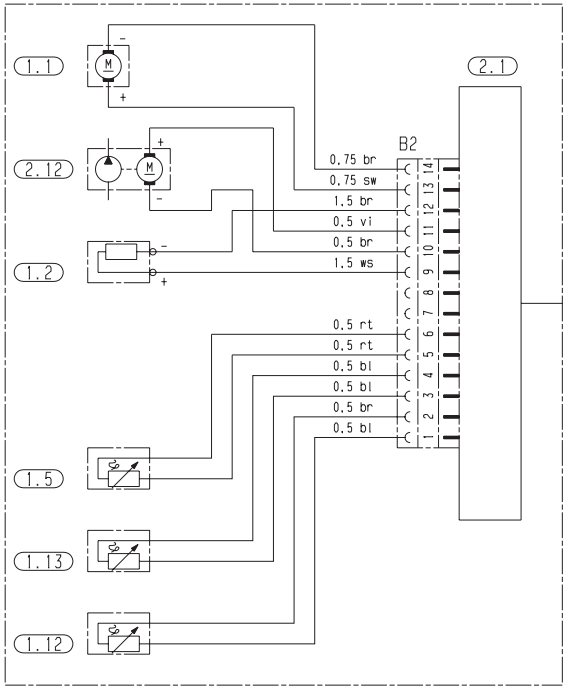 1.1
2.1
M
-
+
B2
2.12
M
+
-
0,75 br 14
0,75 sw 13
1,5 br 12
0,5 vi 11
0,5 br 10
1,5 ws 9
8
7
1.2
-
+
0,5 rt 6
0,5 rt 5
0,5 bl 4
0,5 bl 3
0,5 br 2
0,5 bl 1
1.5
1.13
1.12